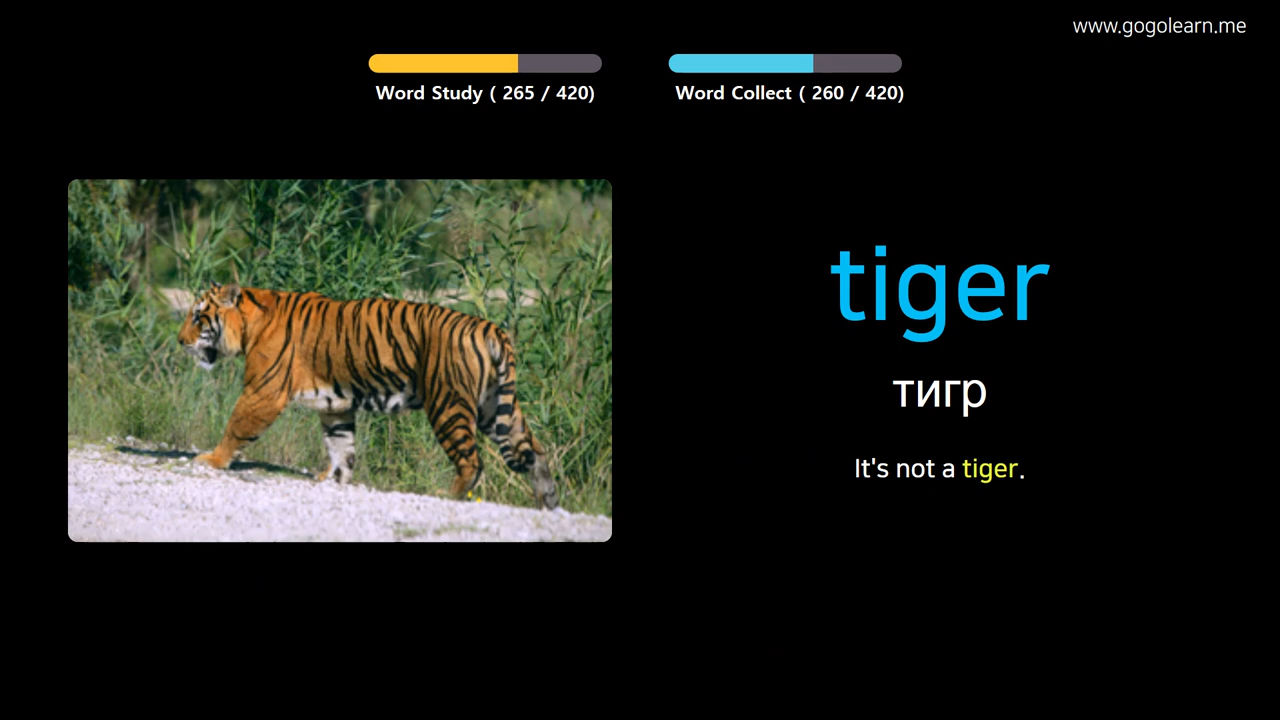 www.gogolearn.me
Word Study ( 265 / 420)
Word Collect ( 260 / 420)
tiger
тигр
It's not a tiger.